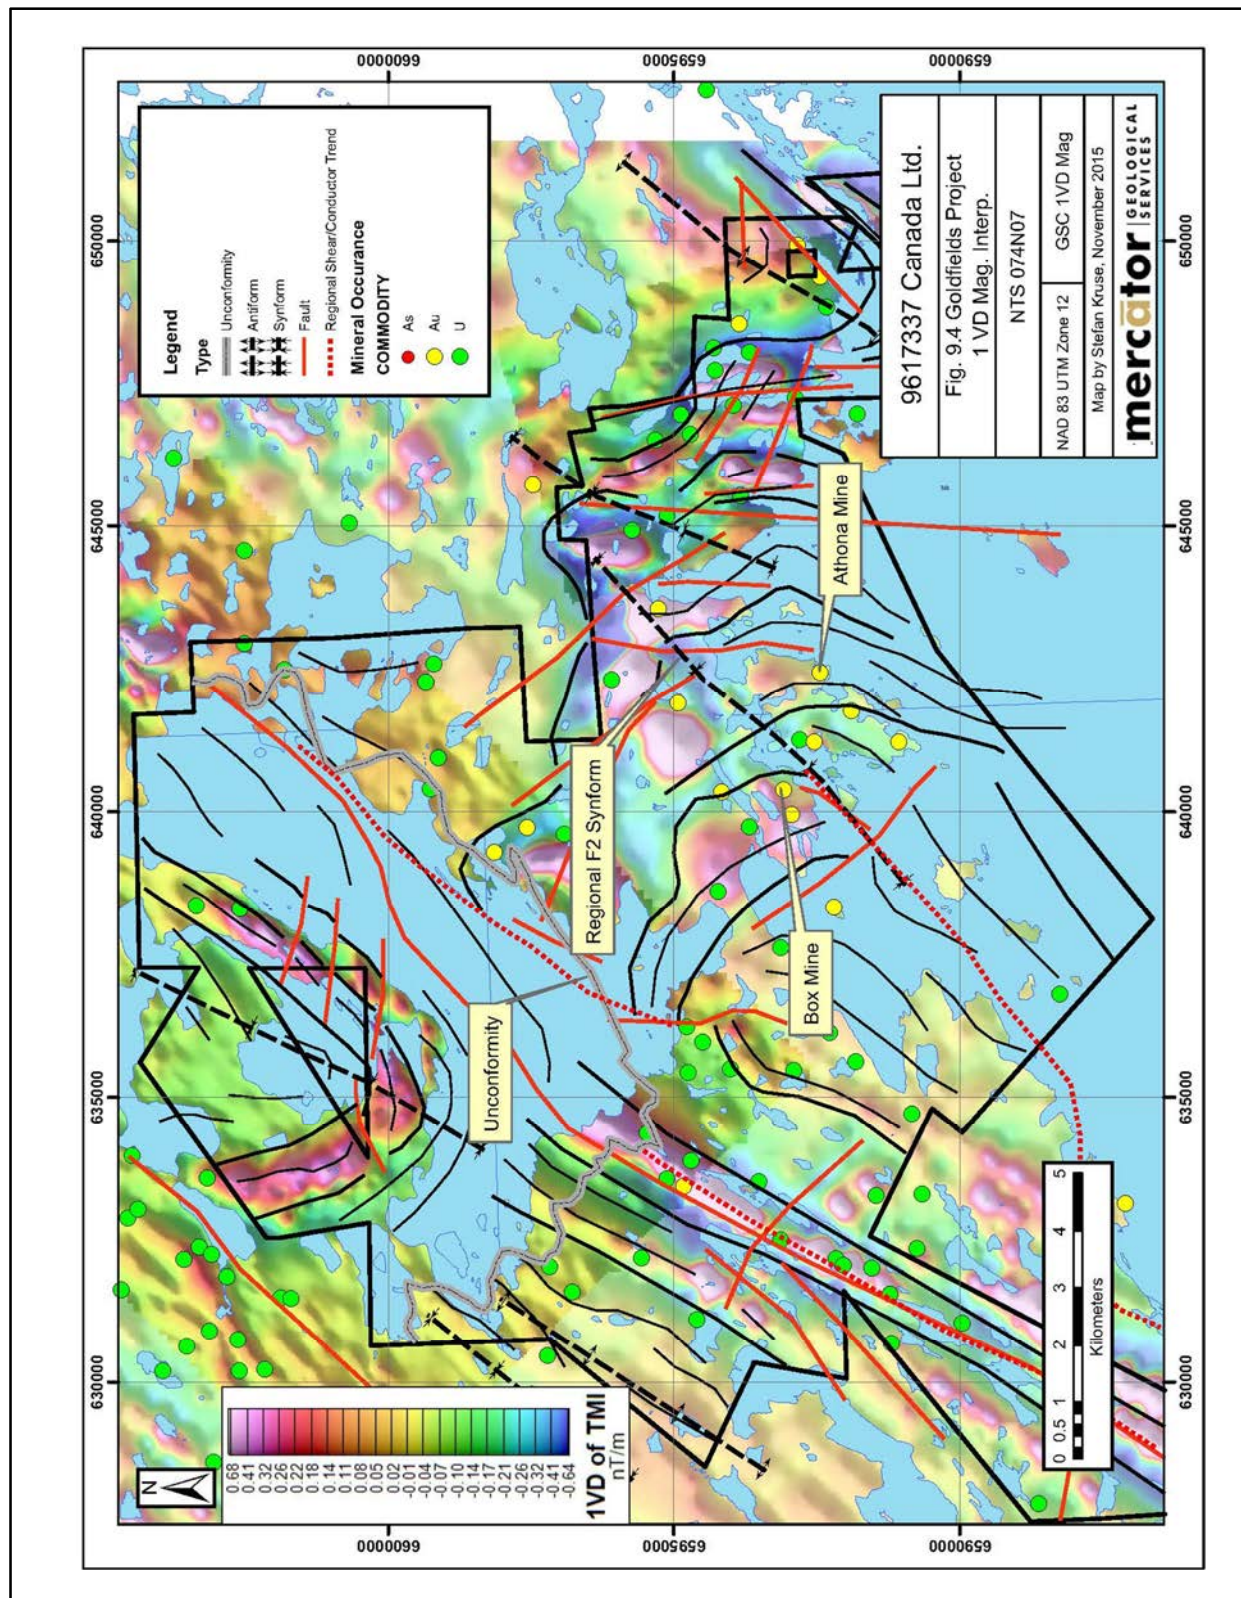 630000
635000
640000
645000
650000
6600000
6595000
6590000
6600000
6595000
6590000
N
0.68
0.41
0.32
0.26
0.22
0.18
0.14
0.11
0.08
0.05
0.02
-0.01
-0.04
-0.07
-0.10
-0.14
-0.17
-0.21
-0.26
-0.32
-0.41
-0.64
1VD of TMI
nT/m
Legend
Type
Unconformity
Antiform
Synform
Fault
Regional Shear/Conductor Trend
Mineral Occurance
COMMODITY
As
Au
U
Unconformity
Regional F2 Synform
Box Mine
Athona Mine
0 0.5 1 2 3 4 5
Kilometers
9617337 Canada Ltd.
Fig. 9.4 Goldfields Project
1 VD Mag. Interp.
NTS 074N07
NAD 83 UTM Zone 12
GSC 1VD Mag
Map by Stefan Kruse, November 2015
mercātor
GEOLOGICAL
SERVICES